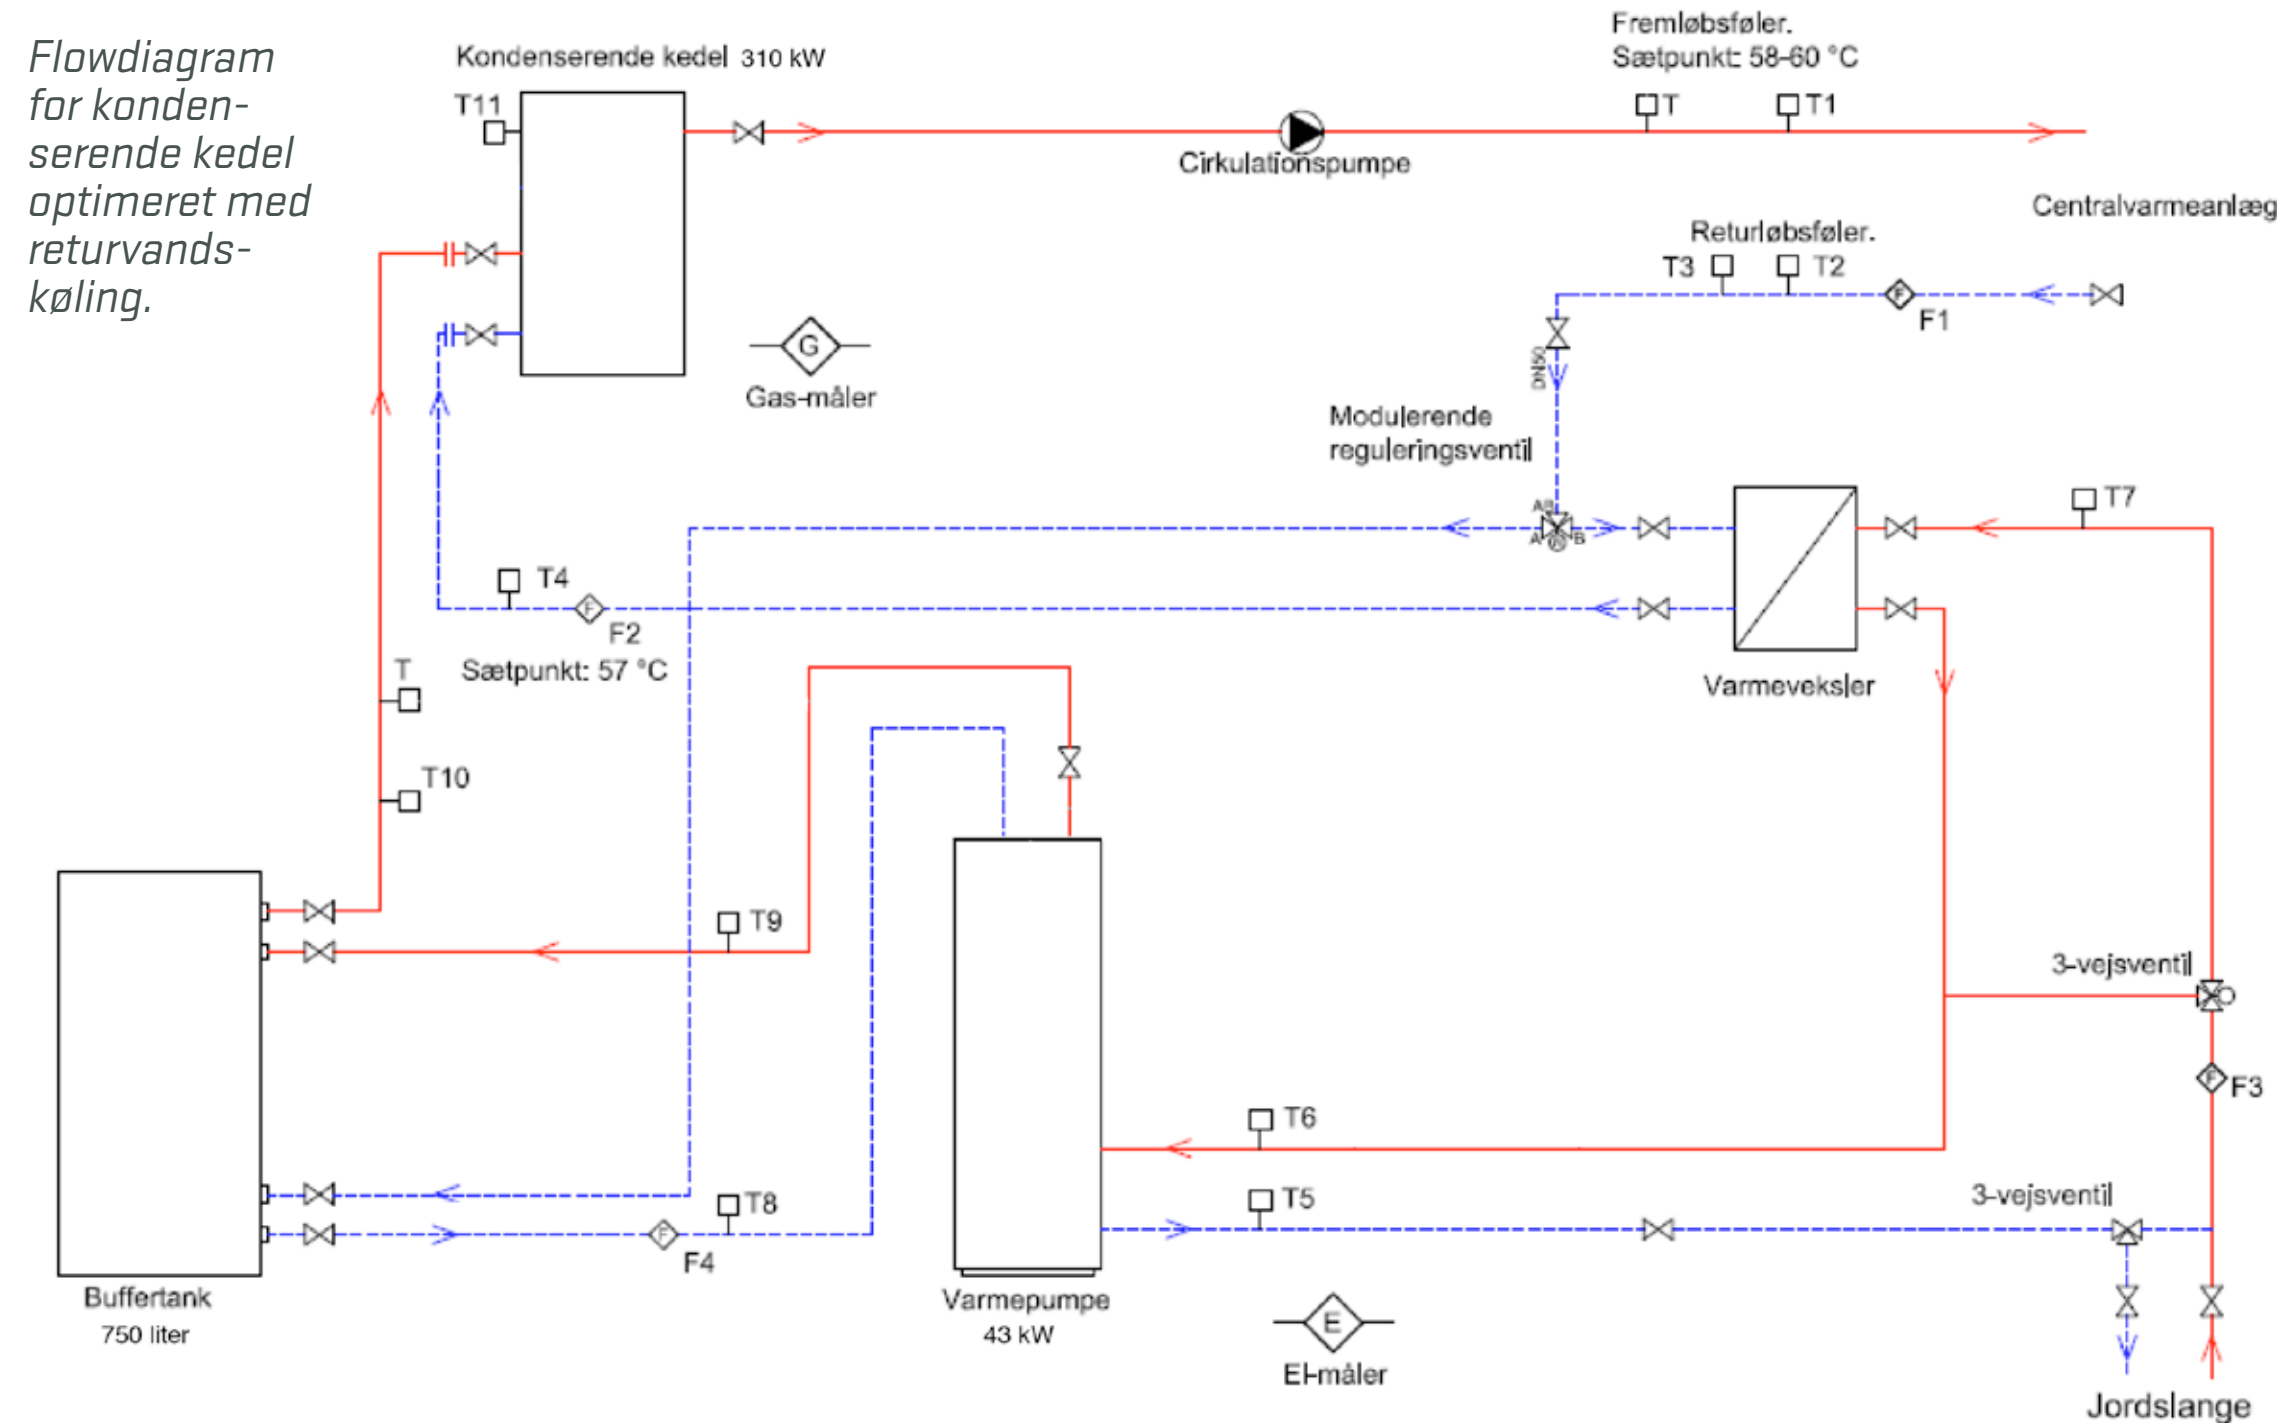 Flowdiagram
for konden-
serende kedel
optimeret med
returvands-
køling.
Kondenserende kedel 310 kW
Fremløbsføler.
Sætpunkt: 58-60 °C
T11
T
T1
Cirkulationspumpe
Centralvarmeanlæg
Returløbsføler.
T3
T2
F
F1
G
Gas-måler
DN50
Modulerende
reguleringsventil
AB
A
B
T7
T4
F
F2
Sætpunkt: 57 °C
Varmeveksler
T
T10
T9
3-vejsventil
F
F3
T6
T8
T5
3-vejsventil
F
F4
Buffertank
750 liter
Varmepumpe
43 kW
E
El-måler
Jordslange